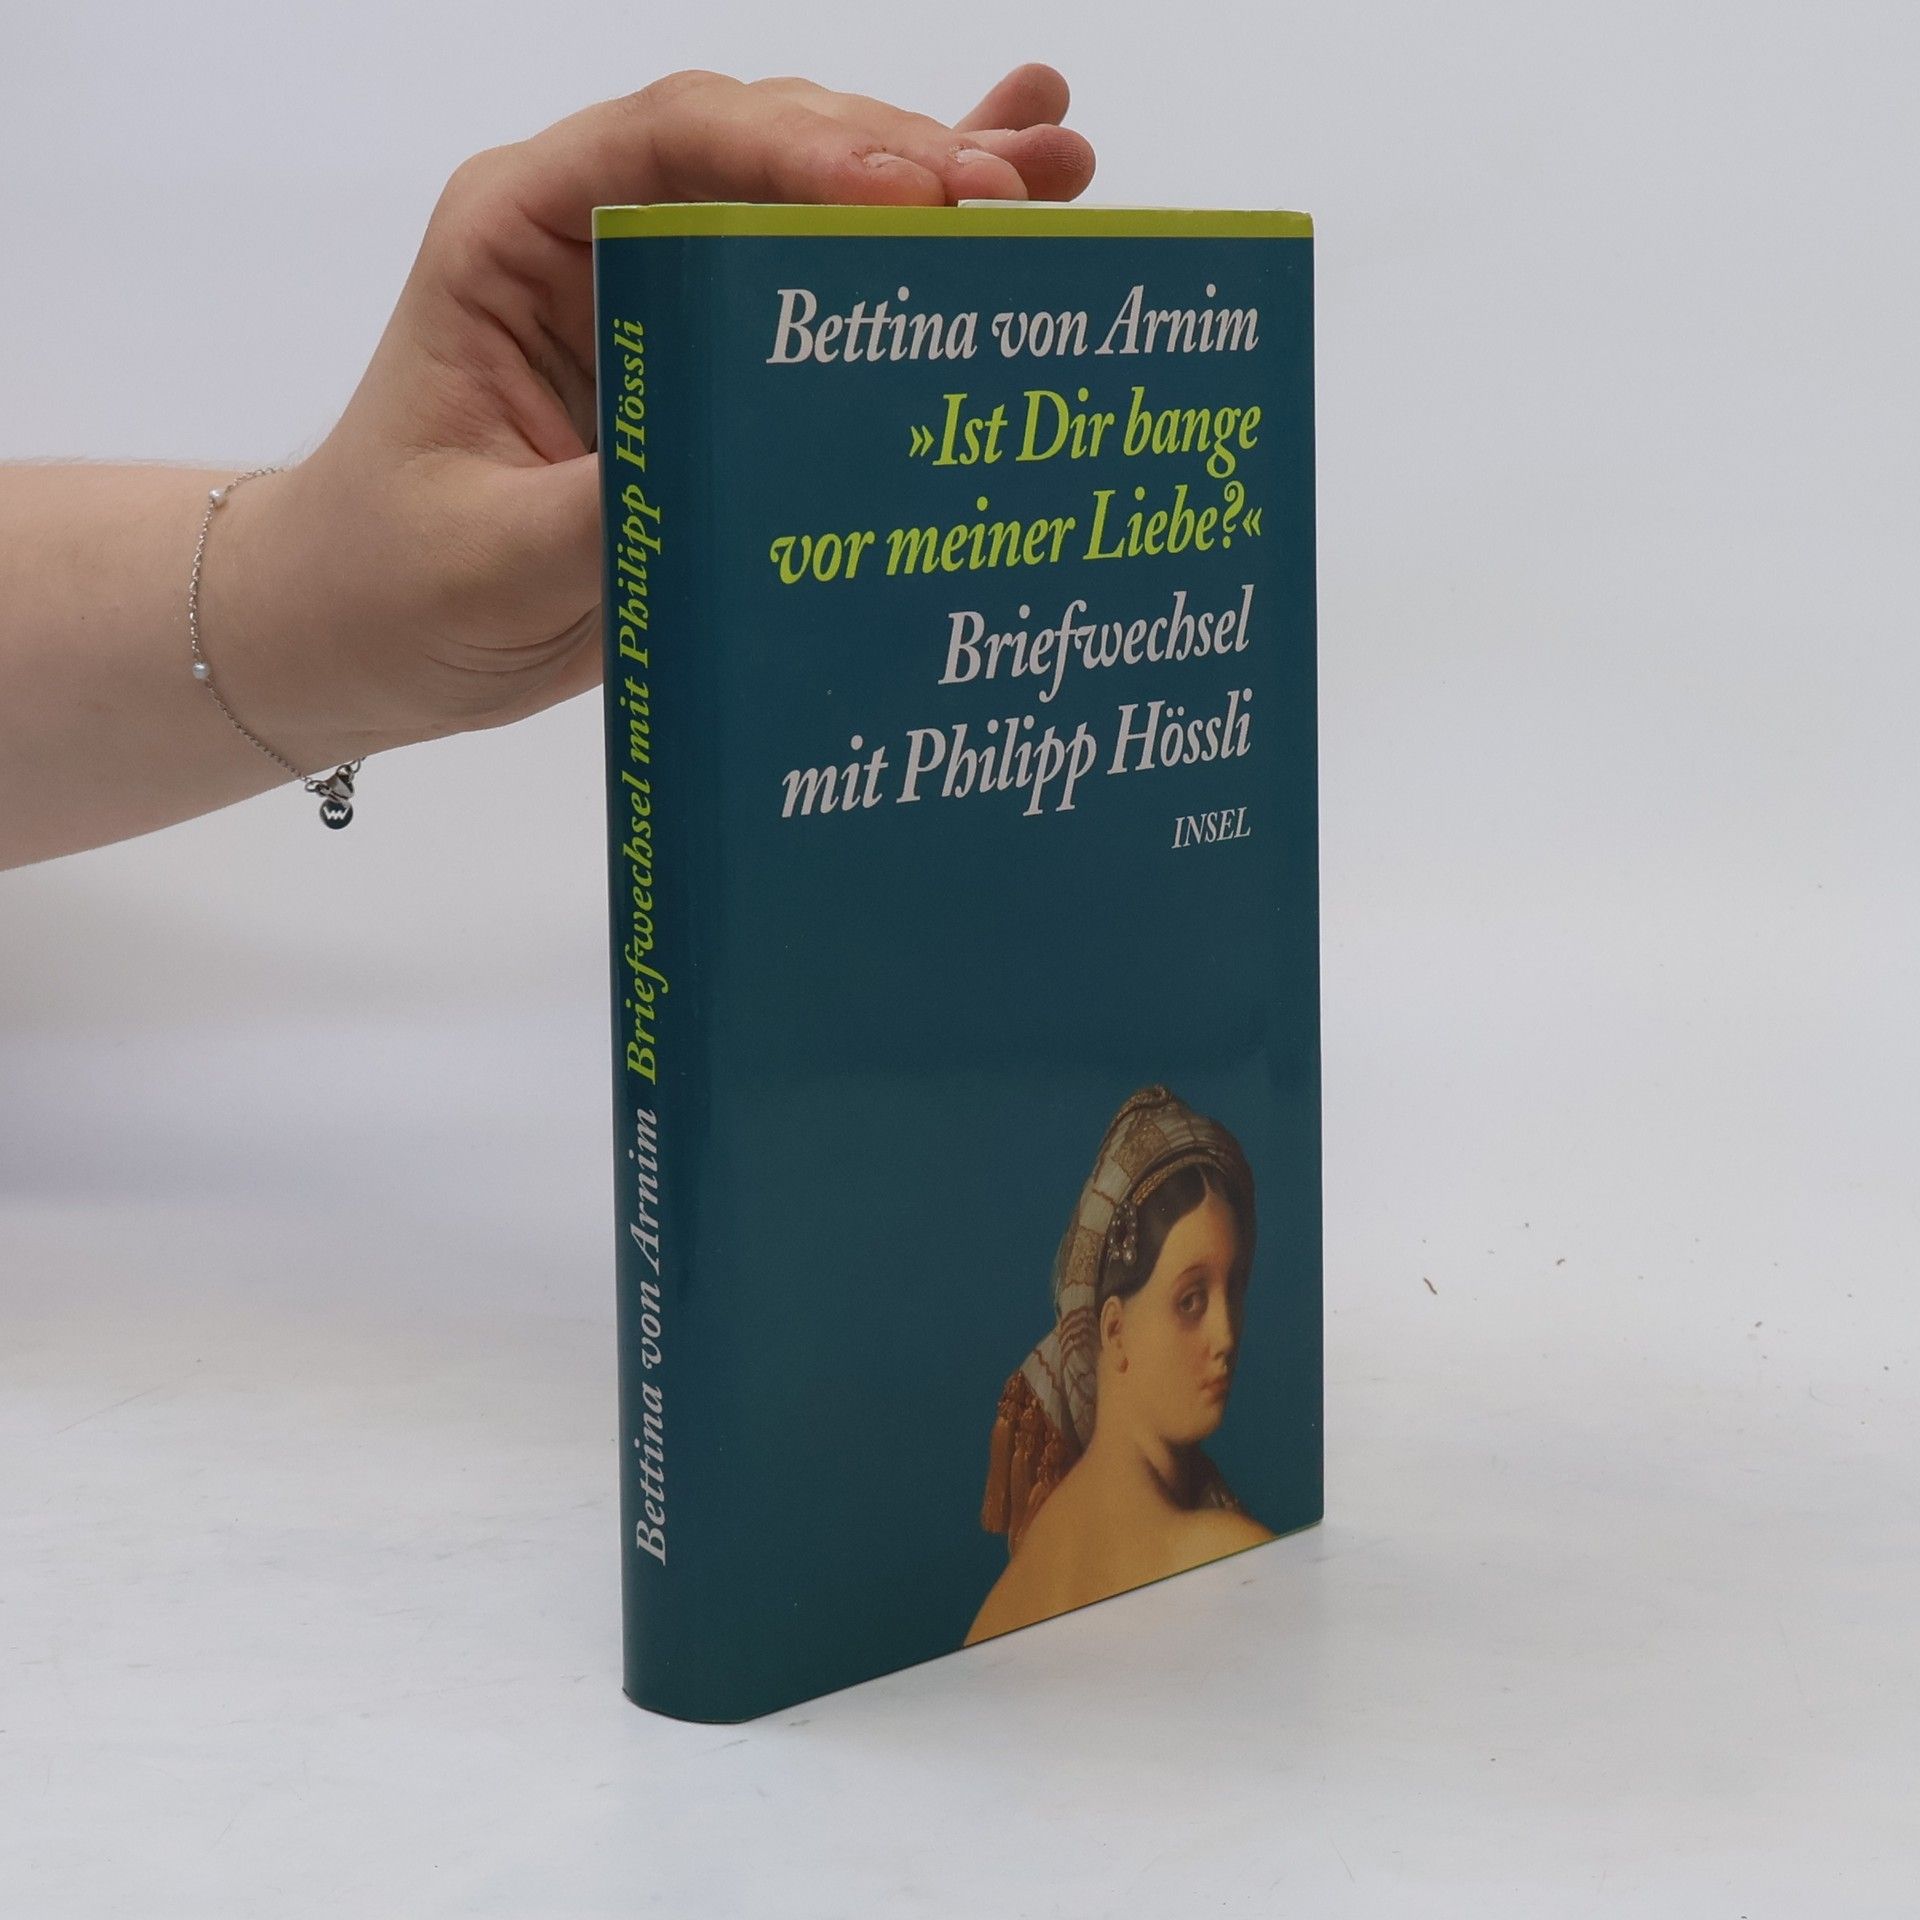 Bettina von Arnim
»Ist Dir bange
vor meiner Liebe?«
Briefwechsel
mit Philipp Hössli
INSEL
Bettina von Arnim Briefwechsel mit Philipp Hössli